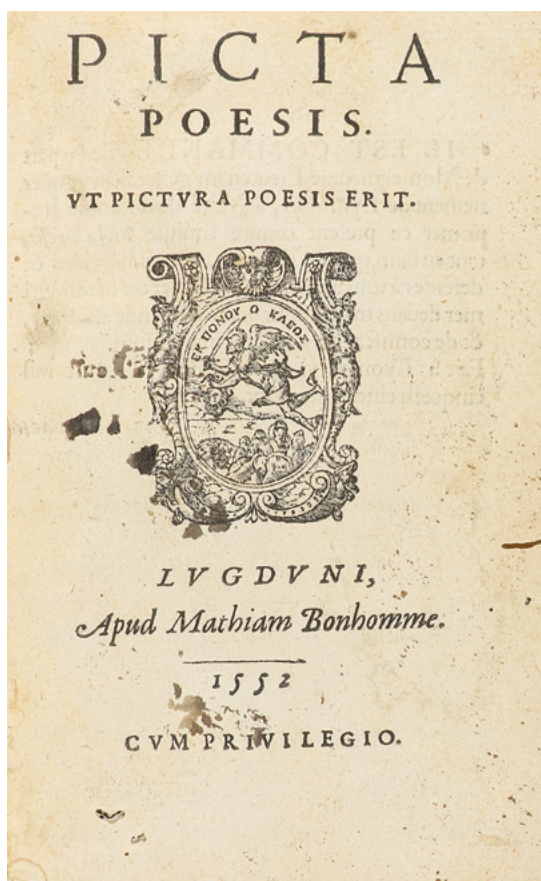 PICTA
POESIS.
VT PICTVRA POESIS ERIT.
ΕΚ ΠΟΝΟΥ Ο ΚΛΕΟΣ
LVGDVNI,
Apud Mathiam Bonhomme.
1552
CVM PRIVILEGIO.